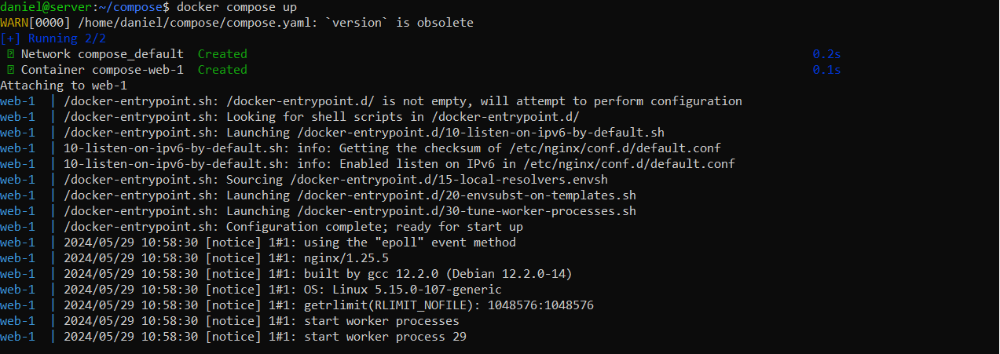 daniel@server:~/compose$ docker compose up
WARN[0000] /home/daniel/compose/compose.yaml: `version` is obsolete
[+] Running 2/2
Network compose_default  Created 0.2s
Container compose-web-1  Created 0.1s
Attaching to web-1
web-1  | /docker-entrypoint.sh: /docker-entrypoint.d/ is not empty, will attempt to perform configuration
web-1  | /docker-entrypoint.sh: Looking for shell scripts in /docker-entrypoint.d/
web-1  | /docker-entrypoint.sh: Launching /docker-entrypoint.d/10-listen-on-ipv6-by-default.sh
web-1  | 10-listen-on-ipv6-by-default.sh: info: Getting the checksum of /etc/nginx/conf.d/default.conf
web-1  | 10-listen-on-ipv6-by-default.sh: info: Enabled listen on IPv6 in /etc/nginx/conf.d/default.conf
web-1  | /docker-entrypoint.sh: Sourcing /docker-entrypoint.d/15-local-resolvers.envsh
web-1  | /docker-entrypoint.sh: Launching /docker-entrypoint.d/20-envsubst-on-templates.sh
web-1  | /docker-entrypoint.sh: Launching /docker-entrypoint.d/30-tune-worker-processes.sh
web-1  | /docker-entrypoint.sh: Configuration complete; ready for start up
web-1  | 2024/05/29 10:58:30 [notice] 1#1: using the "epoll" event method
web-1  | 2024/05/29 10:58:30 [notice] 1#1: nginx/1.25.5
web-1  | 2024/05/29 10:58:30 [notice] 1#1: built by gcc 12.2.0 (Debian 12.2.0-14)
web-1  | 2024/05/29 10:58:30 [notice] 1#1: OS: Linux 5.15.0-107-generic
web-1  | 2024/05/29 10:58:30 [notice] 1#1: getrlimit(RLIMIT_NOFILE): 1048576:1048576
web-1  | 2024/05/29 10:58:30 [notice] 1#1: start worker processes
web-1  | 2024/05/29 10:58:30 [notice] 1#1: start worker process 29